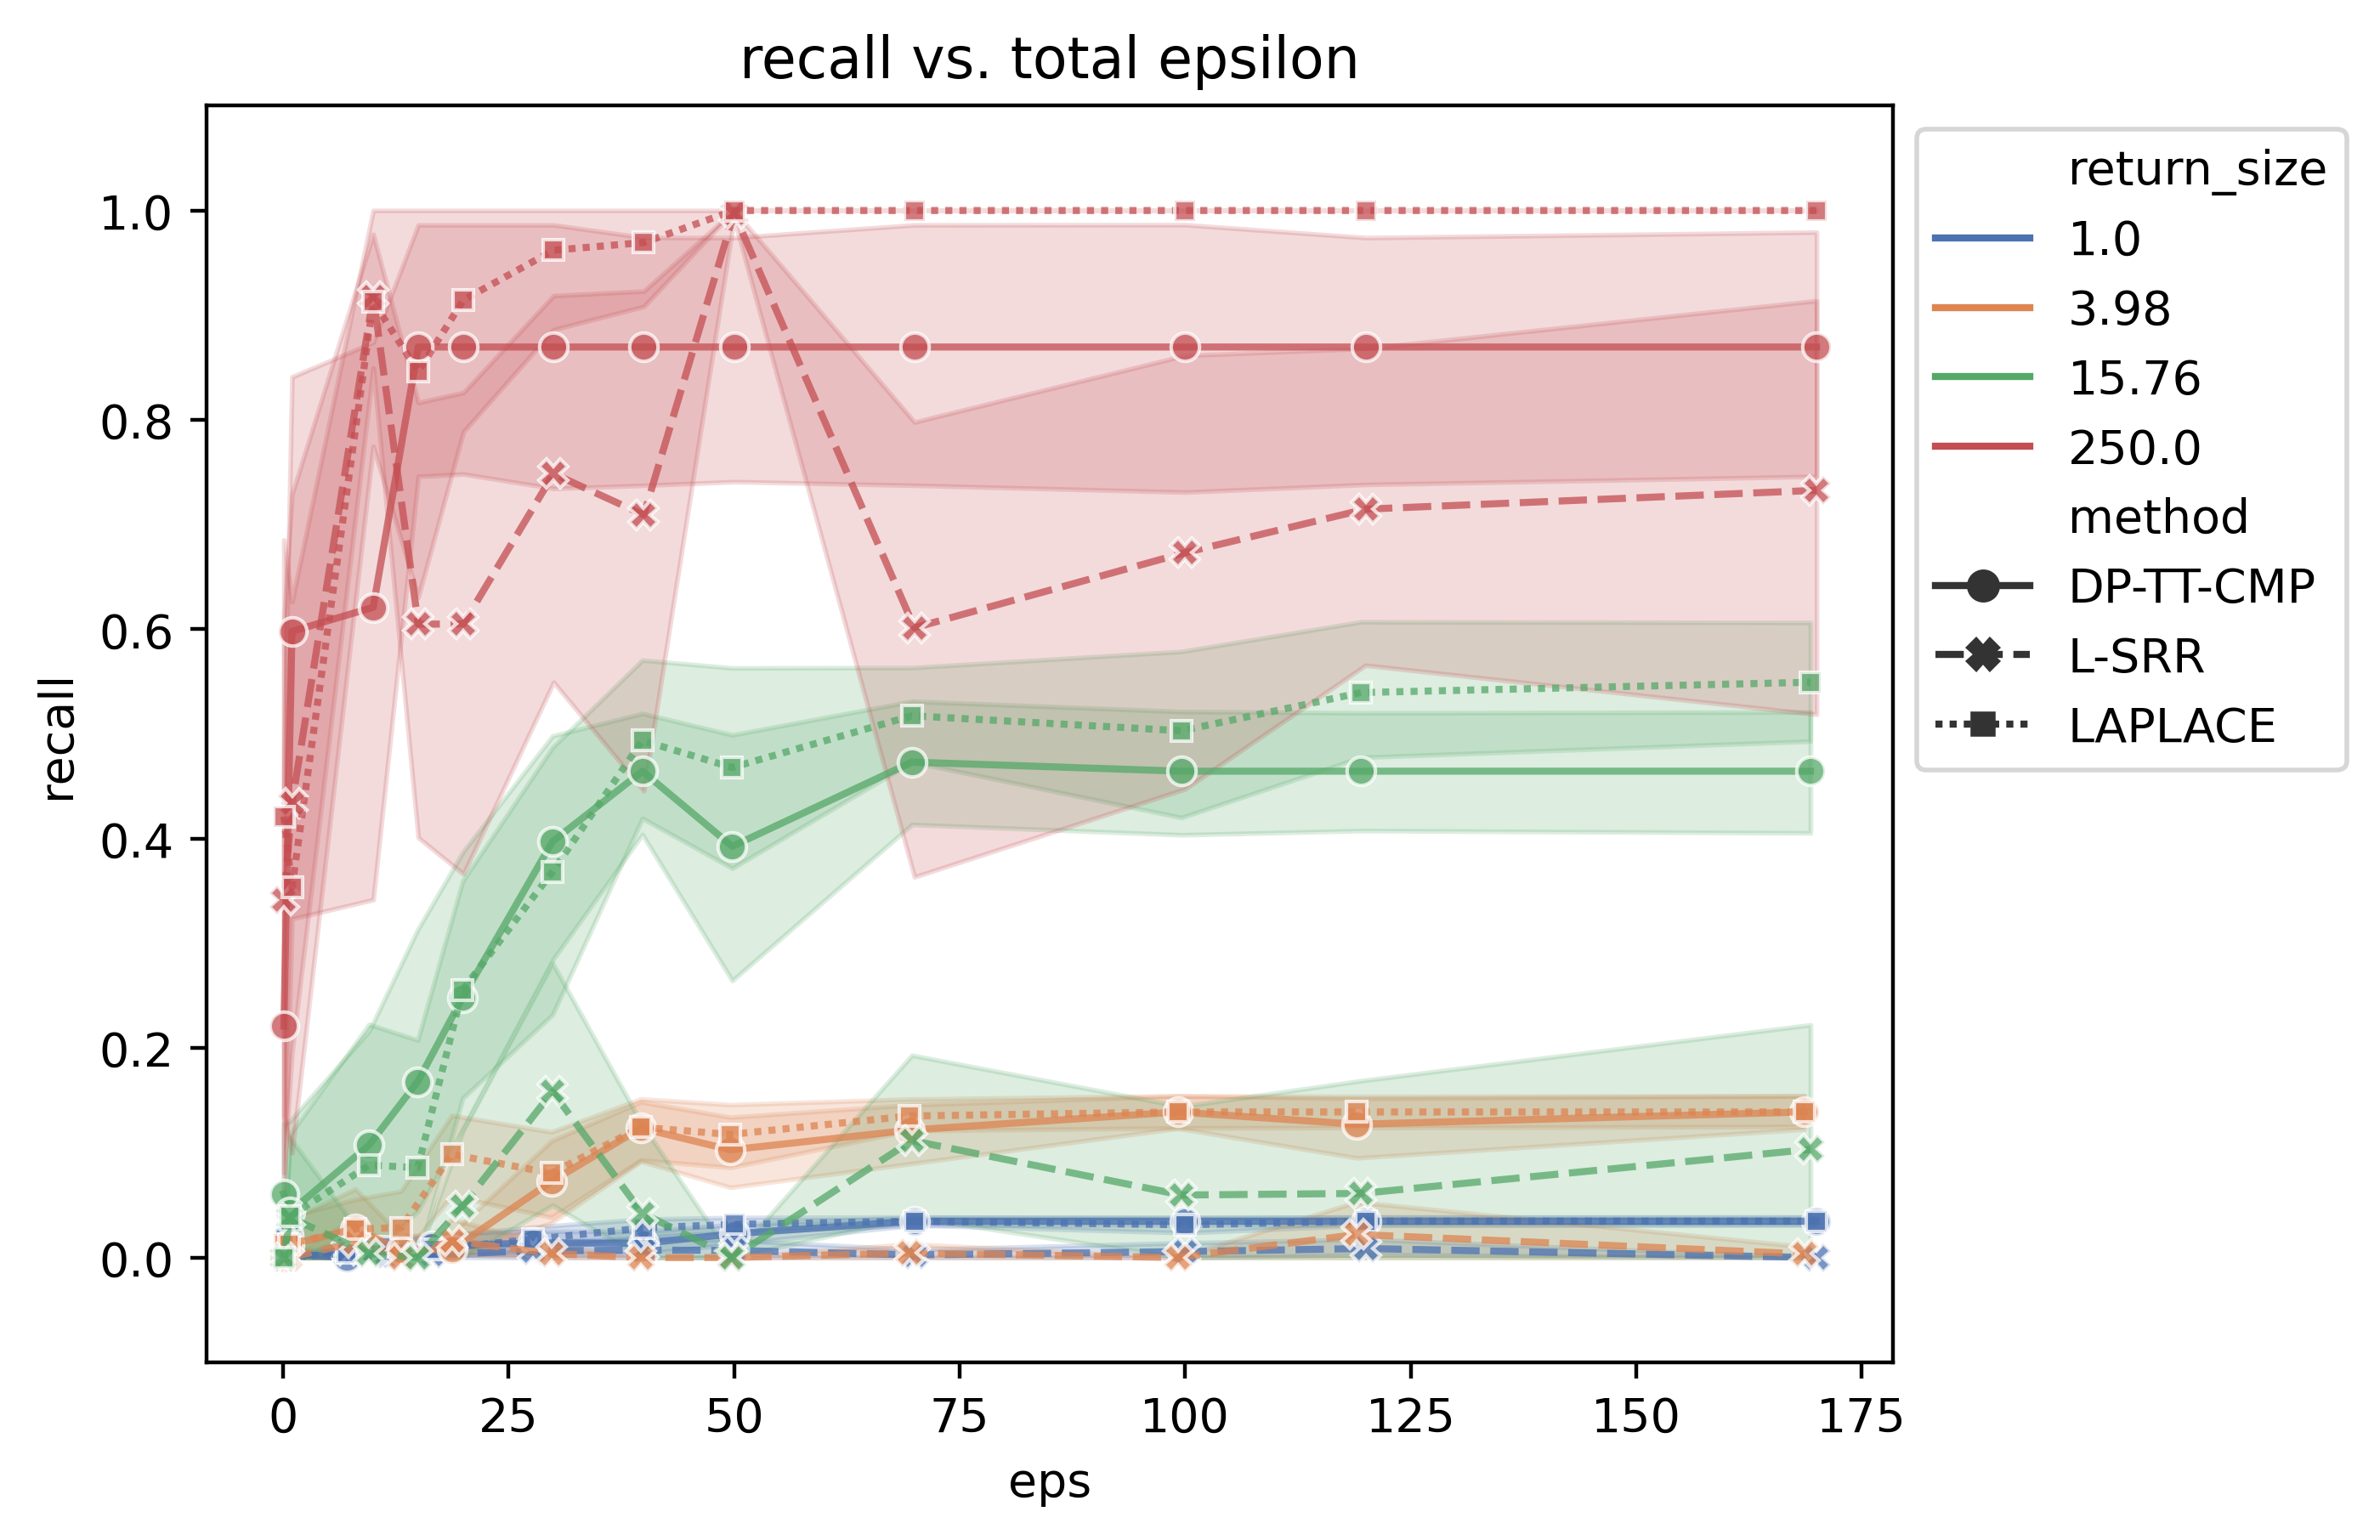 recall vs. total epsilon
1.0
0.8
0.6
0.4
0.2
0.0
recall
0
25
50
75
100
125
150
175
eps
return_size
1.0
3.98
15.76
250.0
method
DP-TT-CMP
L-SRR
LAPLACE